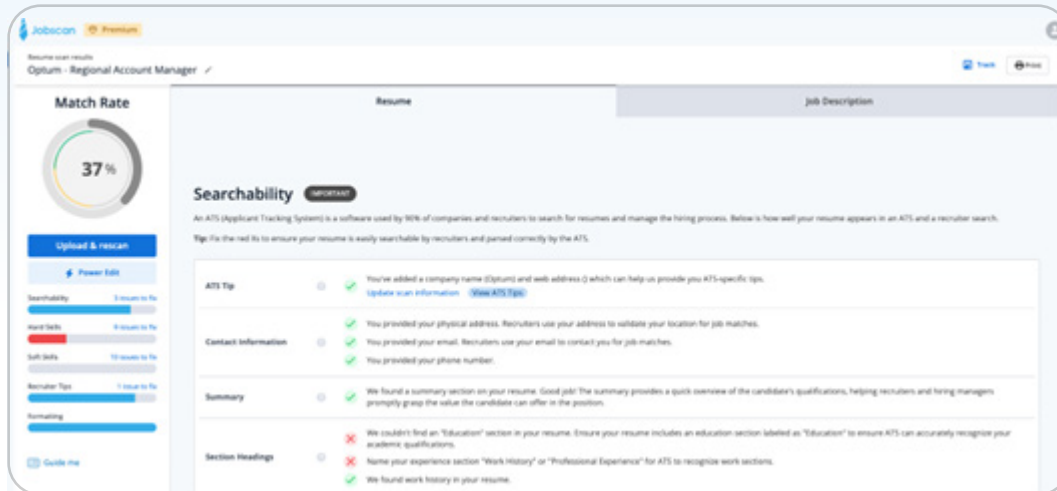 Jobscan Premium
Resume scan results
Optum - Regional Account Manager
Track Print
Match Rate
37%
Upload & rescan
Power Edit
Searchability
Hard Skills 9 issues to fix
Soft Skills 10 issues to fix
Recruiter Tips 1 issue to fix
Formatting
Guide me
Resume Job Description
Searchability IMPORTANT
An ATS (Applicant Tracking System) is a software used by 90% of companies and recruiters to search for resumes and manage the hiring process. Below is how well your resume appears in an ATS and a recruiter search.
Tip: Fix the red Xs to ensure your resume is easily searchable by recruiters and parsed correctly by the ATS.
ATS Tip
You've added a company name (Optum) and web address () which can help us provide you ATS-specific tips.
Update scan information View ATS Tips
Contact Information
You provided your physical address. Recruiters use your address to validate your location for job matches.
You provided your email. Recruiters use your email to contact you for job matches.
You provided your phone number.
Summary
We found a summary section on your resume. Good job! The summary provides a quick overview of the candidate's qualifications, helping recruiters and hiring managers
promptly grasp the value the candidate can offer in the position.
Section Headings
We couldn't find an "Education" section in your resume. Ensure your resume includes an education section labeled as "Education" to ensure ATS can accurately recognize your
academic qualifications.
Name your experience section "Work History" or "Professional Experience" for ATS to recognize work sections.
We found work history in your resume.